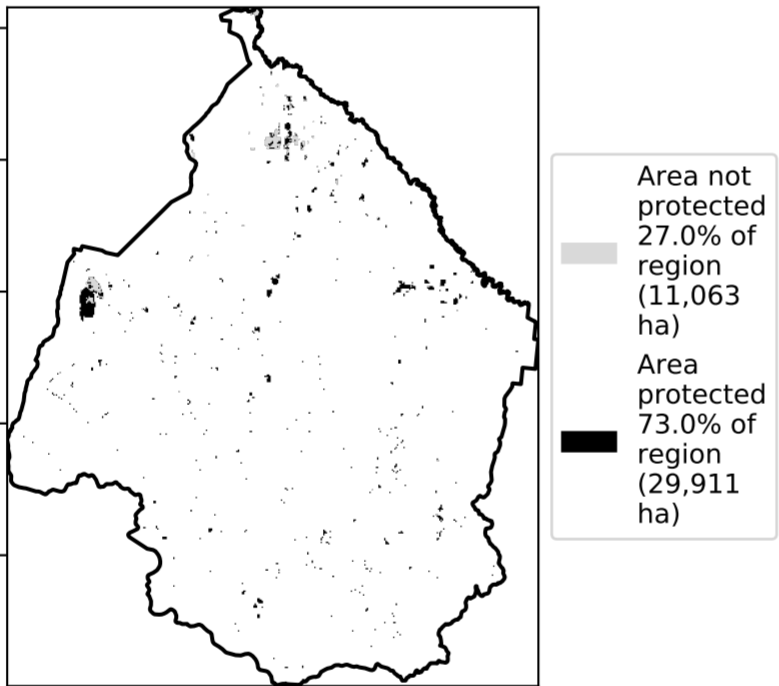 Area not
protected
27.0% of
region
(11,063
ha)
Area
protected
73.0% of
region
(29,911
ha)